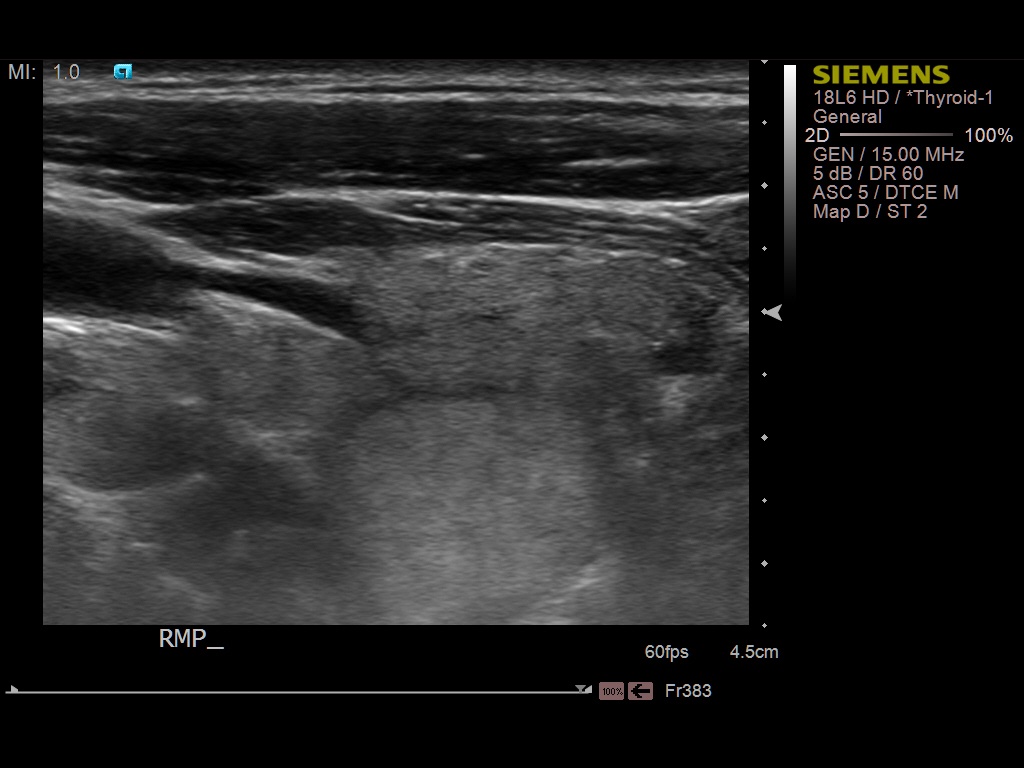 MI: 1.0
SIEMENS
18L6 HD / *Thyroid-1
General
2D 100%
GEN / 15.00 MHz
5 dB / DR 60
ASC 5 / DTCE M
Map D / ST 2
RMP_
60fps 4.5cm
100% Fr383